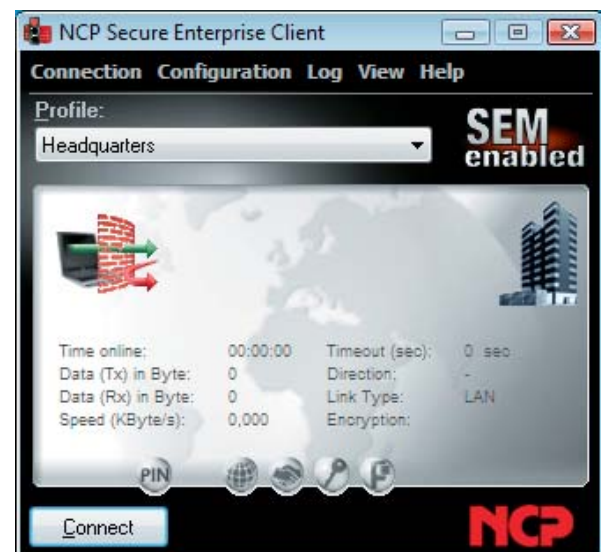 NCP Secure Enterprise Client
Connection Configuration Log View Help
Profile:
Headquarters
SEM
enabled
Time online: 00:00:00 Timeout (sec): 0 sec
Data (Tx) in Byte: 0 Direction: -
Data (Rx) in Byte: 0 Link Type: LAN
Speed (KByte/s): 0,000 Encryption:
PIN
Connect
NCP